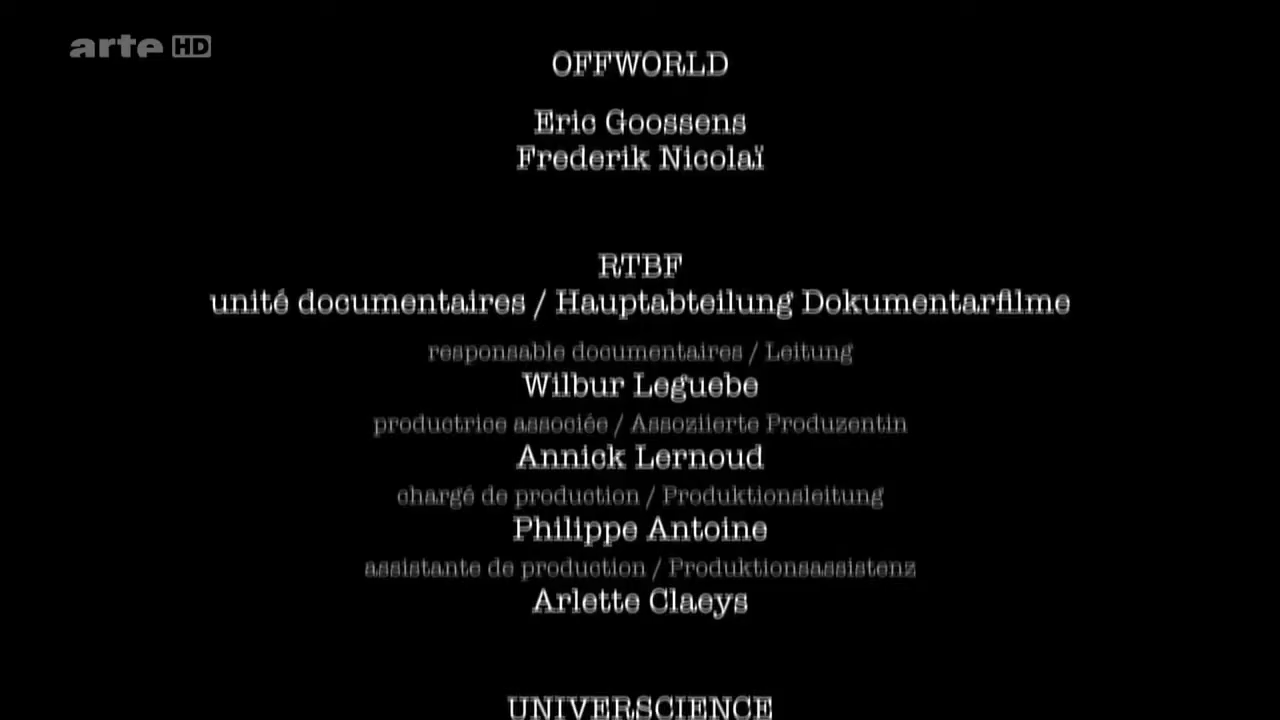 arte HD
OFFWORLD
Eric Goossens
Frederik Nicolaï
RTBF
unité documentaires / Hauptabteilung Dokumentarfilme
responsable documentaires / Leitung
Wilbur Leguebe
productrice associée / Assoziierte Produzentin
Annick Lernoud
chargé de production / Produktionsleitung
Philippe Antoine
assistante de production / Produktionsassistenz
Arlette Claeys
UNIVERSCIENCE